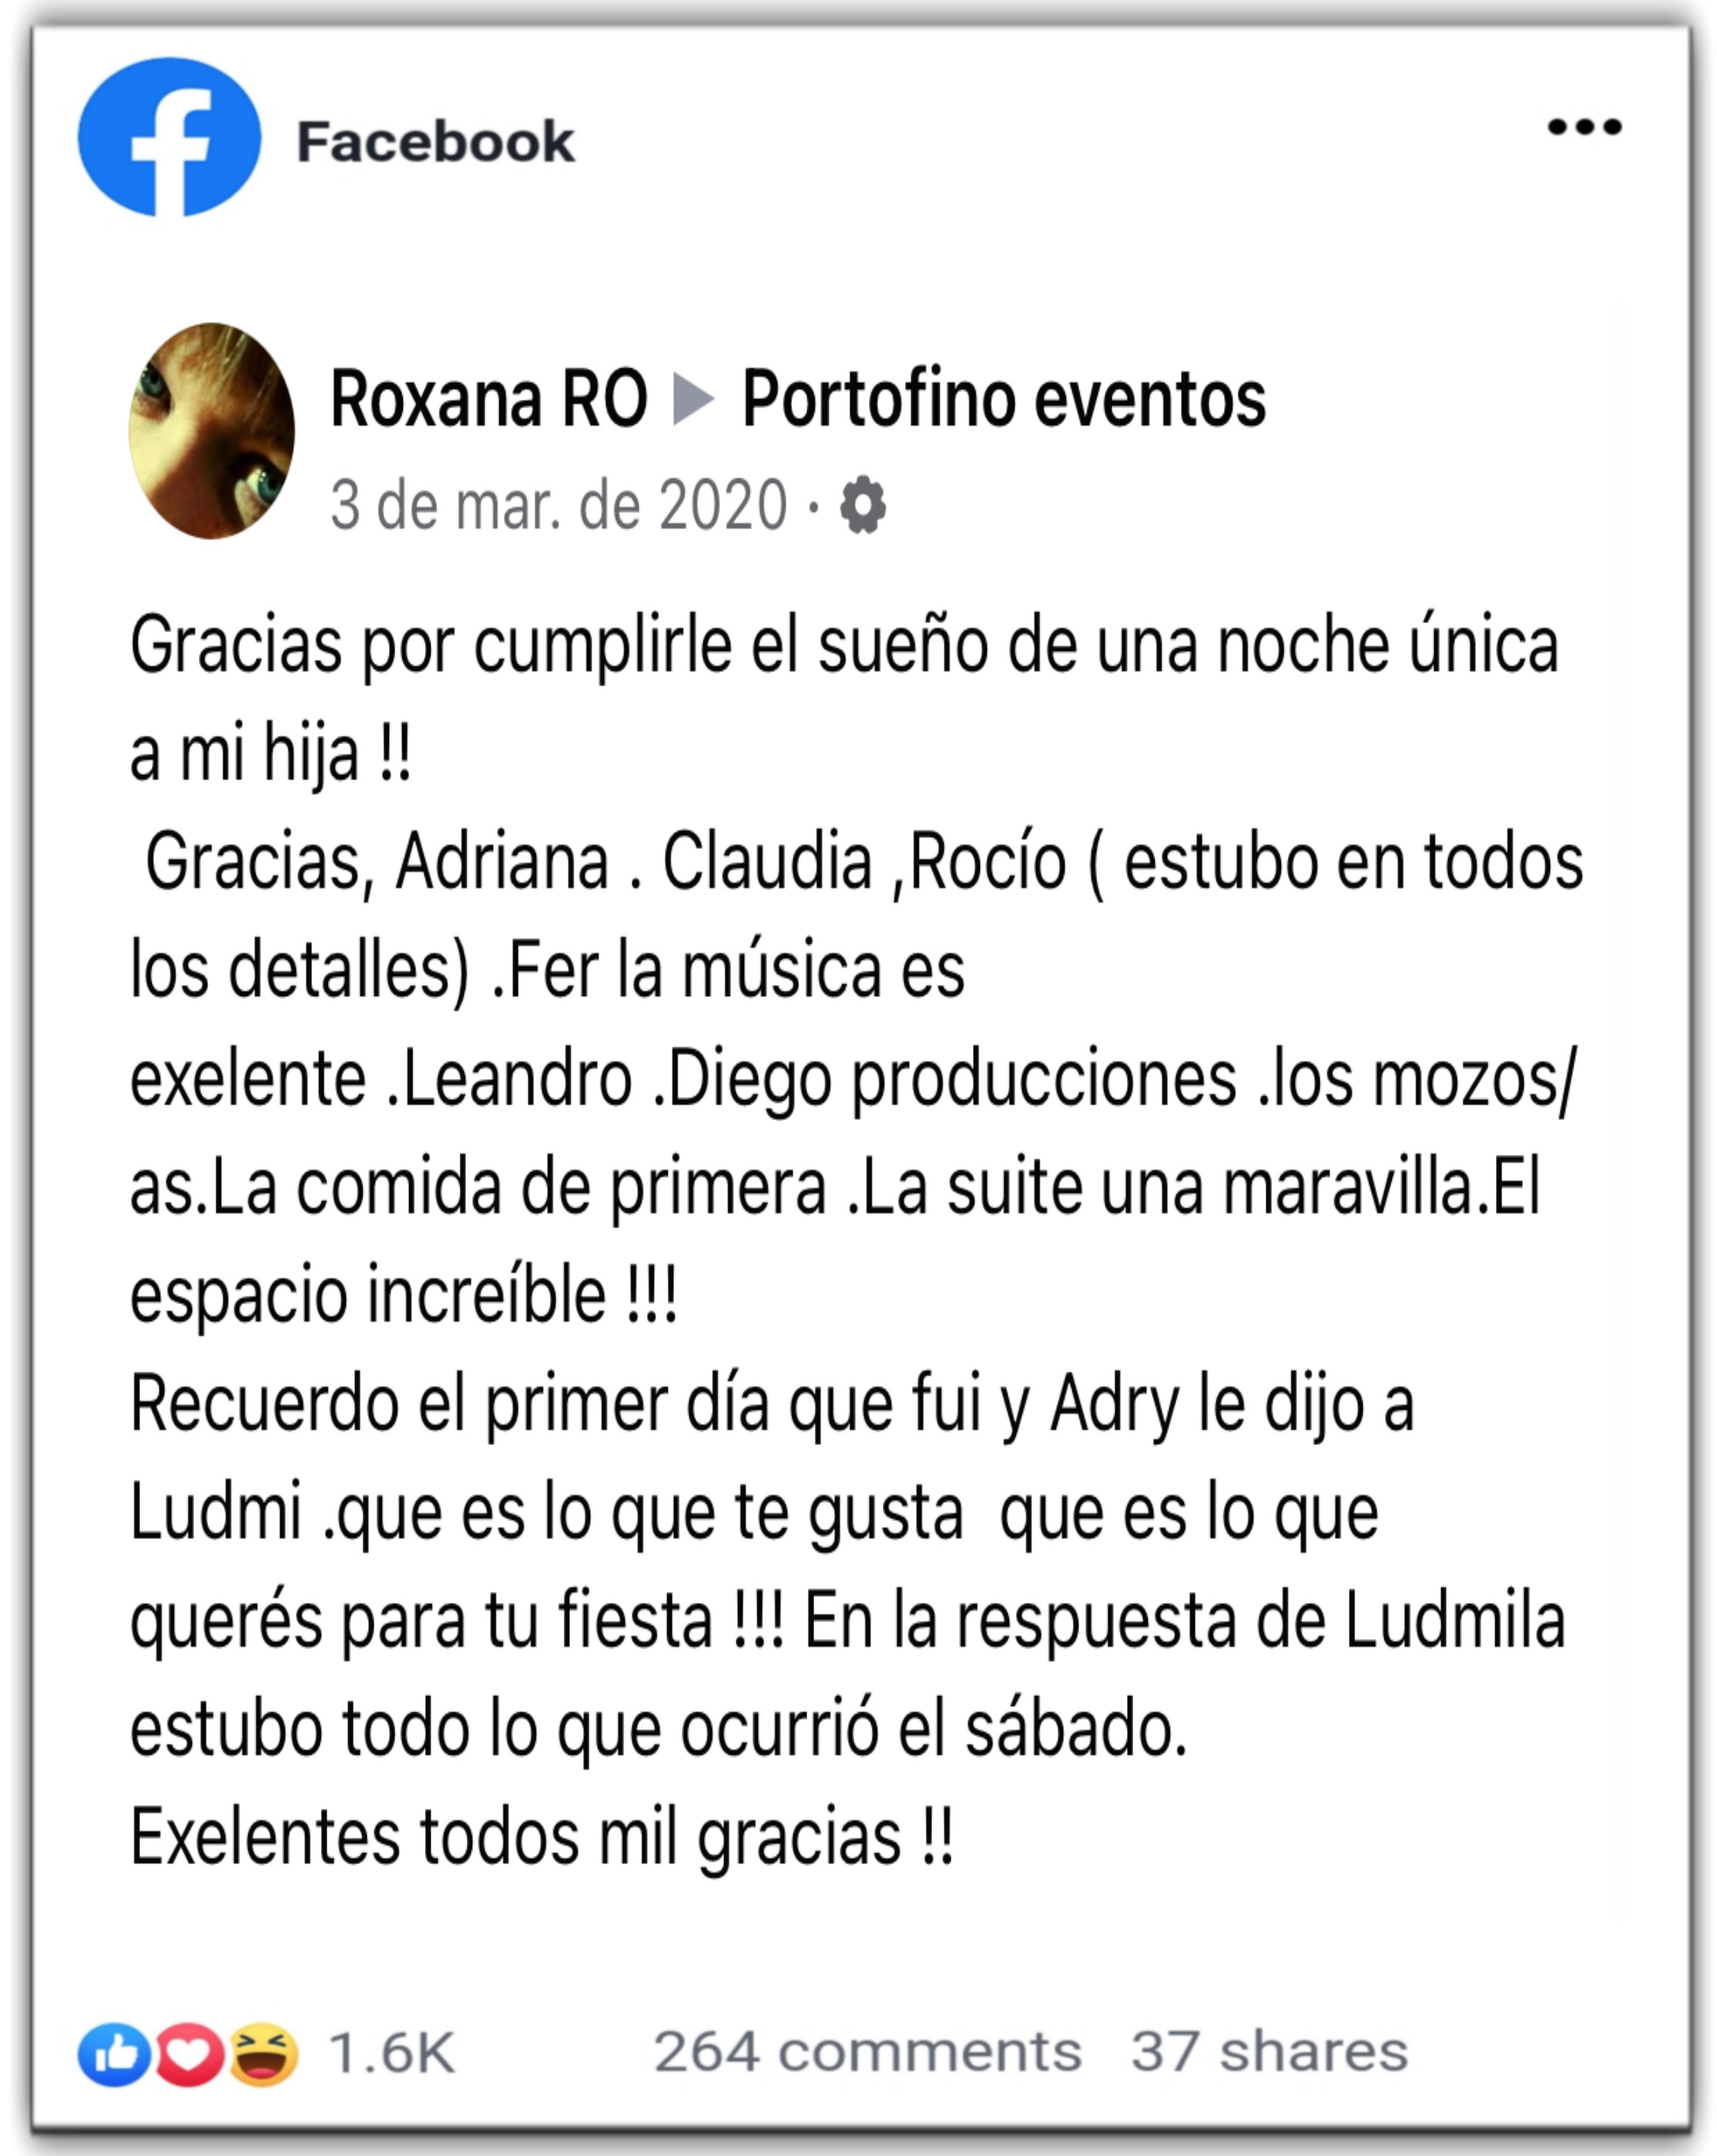 Facebook
Roxana RO ▶ Portofino eventos
3 de mar. de 2020 ·
Gracias por cumplirle el sueño de una noche única
a mi hija !!
Gracias, Adriana . Claudia ,Rocío ( estubo en todos
los detalles) .Fer la música es
exelente .Leandro .Diego producciones .los mozos/
as.La comida de primera .La suite una maravilla.El
espacio increíble !!!
Recuerdo el primer día que fui y Adry le dijo a
Ludmi .que es lo que te gusta  que es lo que
querés para tu fiesta !!! En la respuesta de Ludmila
estubo todo lo que ocurrió el sábado.
Exelentes todos mil gracias !!
1.6K 264 comments 37 shares